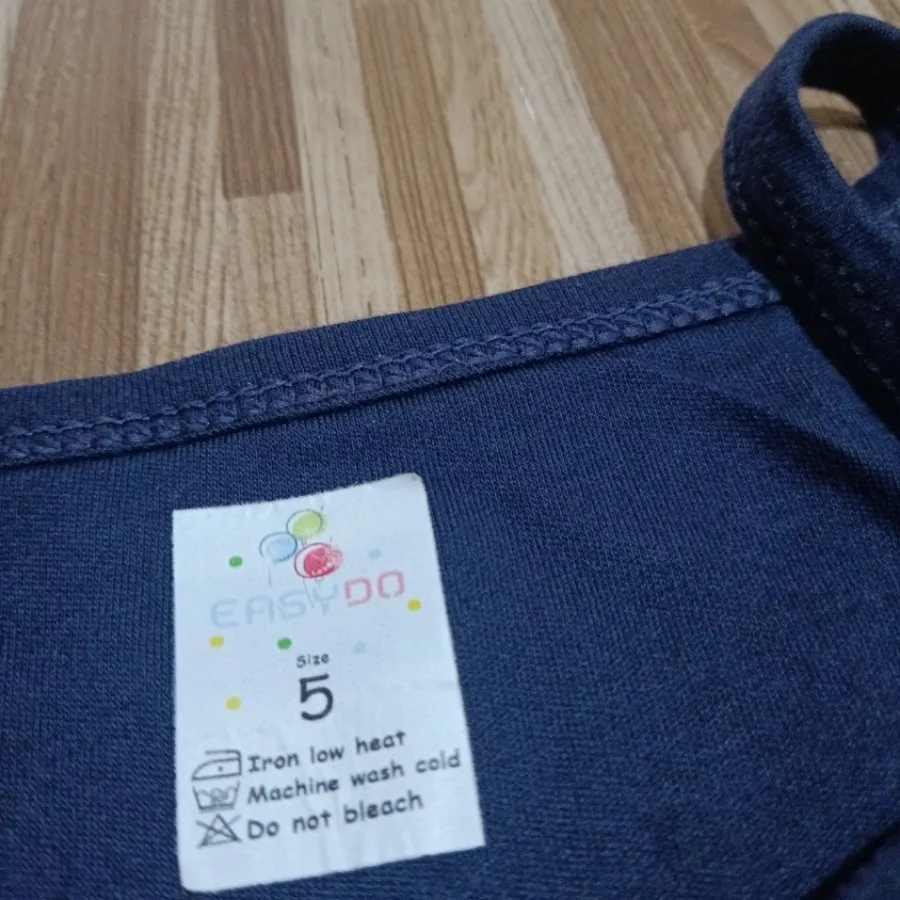 EASYDO
Size
5
Iron low heat
Machine wash cold
Do not bleach